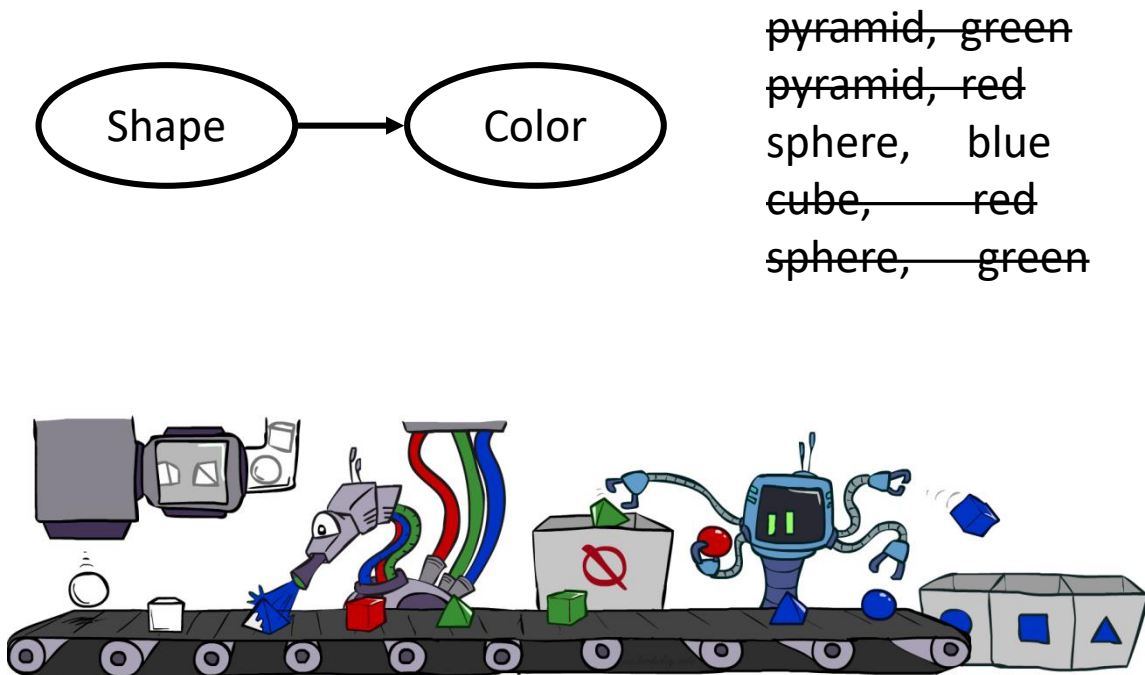 Shape
Color
pyramid, green
pyramid, red
sphere, blue
cube, red
sphere, green